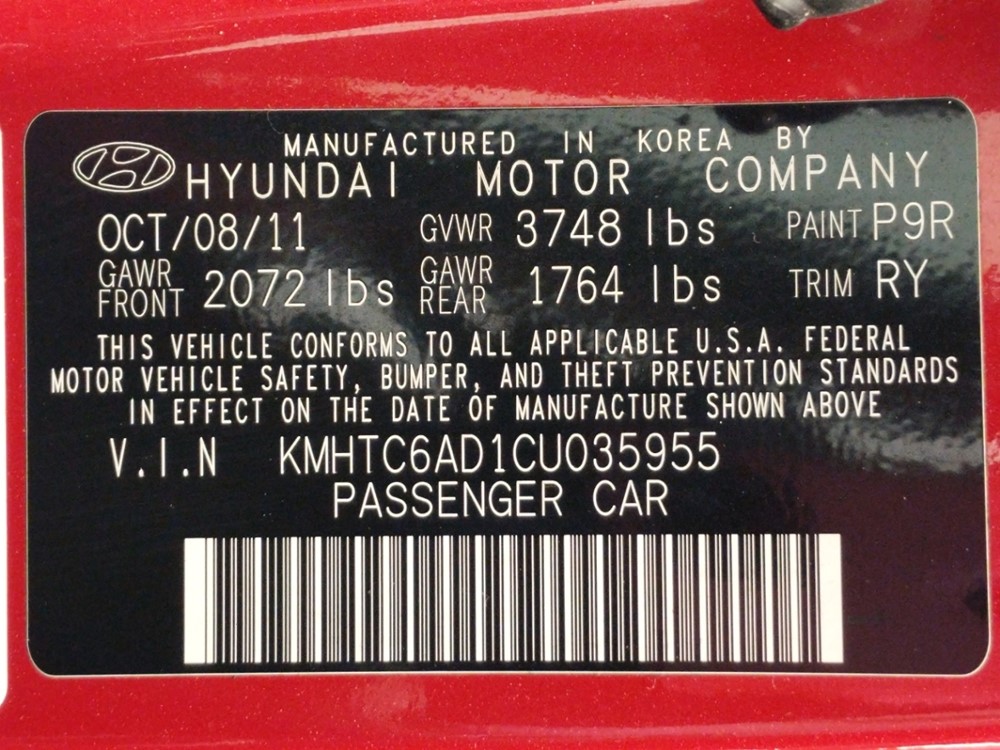 MANUFACTURED IN KOREA BY
HYUNDAI MOTOR COMPANY
OCT/08/11 GVWR 3748 lbs PAINT P9R
GAWR FRONT 2072 lbs GAWR REAR 1764 lbs TRIM RY
THIS VEHICLE CONFORMS TO ALL APPLICABLE U.S.A. FEDERAL
MOTOR VEHICLE SAFETY, BUMPER, AND THEFT PREVENTION STANDARDS
IN EFFECT ON THE DATE OF MANUFACTURE SHOWN ABOVE
V.I.N KMHTC6AD1CU035955
PASSENGER CAR